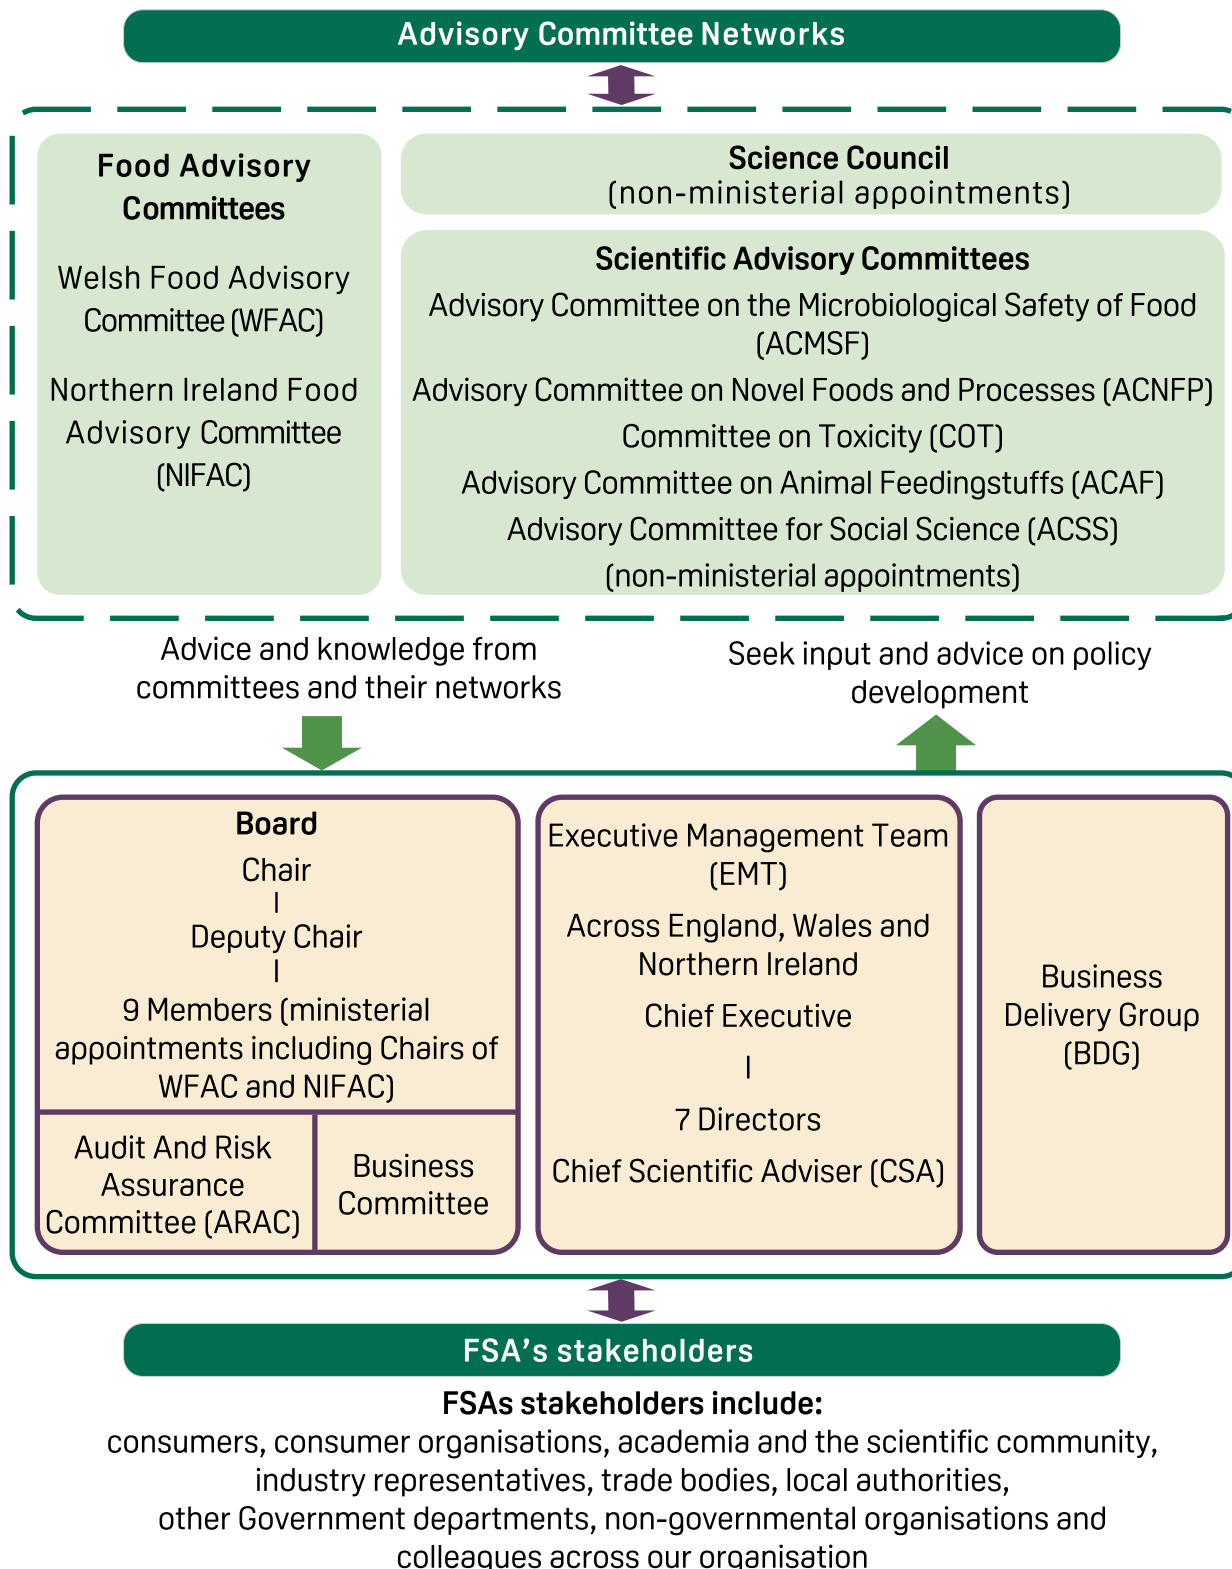 Advisory Committee Networks
Food Advisory
Committees
Welsh Food Advisory
Committee (WFAC)
Northern Ireland Food
Advisory Committee
(NIFAC)
Science Council
(non-ministerial appointments)
Scientific Advisory Committees
Advisory Committee on the Microbiological Safety of Food
(ACMSF)
Advisory Committee on Novel Foods and Processes (ACNFP)
Committee on Toxicity (COT)
Advisory Committee on Animal Feedingstuffs (ACAF)
Advisory Committee for Social Science (ACSS)
(non-ministerial appointments)
Advice and knowledge from
committees and their networks
Seek input and advice on policy
development
Board
Chair
Deputy Chair
9 Members (ministerial
appointments including Chairs of
WFAC and NIFAC)
Audit And Risk
Assurance
Committee (ARAC)
Business
Committee
Executive Management Team
(EMT)
Across England, Wales and
Northern Ireland
Chief Executive
7 Directors
Chief Scientific Adviser (CSA)
Business
Delivery Group
(BDG)
FSA's stakeholders
FSAs stakeholders include:
consumers, consumer organisations, academia and the scientific community,
industry representatives, trade bodies, local authorities,
other Government departments, non-governmental organisations and
colleagues across our organisation